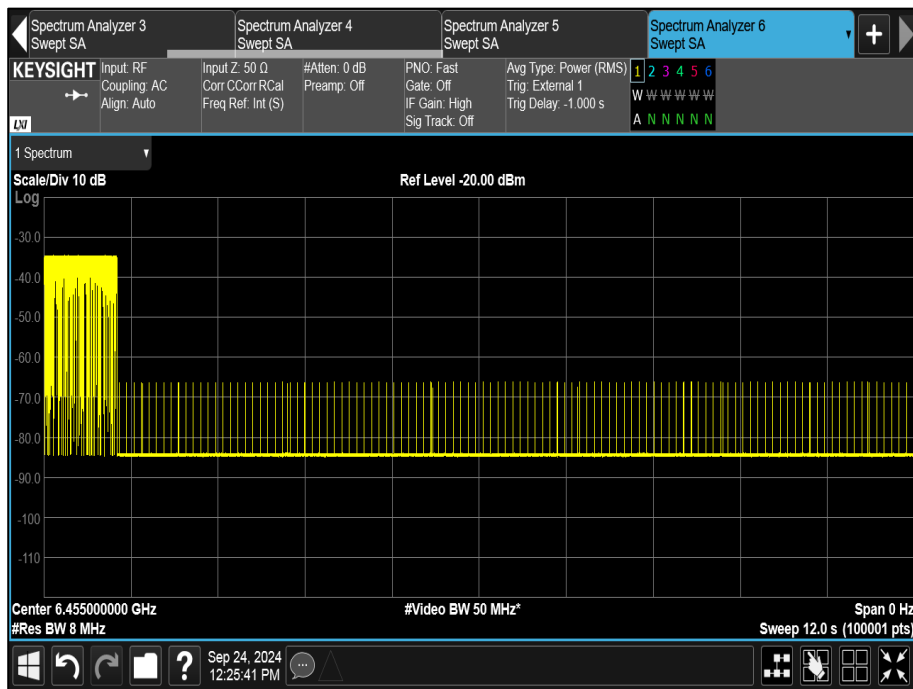 Spectrum Analyzer 3
Swept SA
Spectrum Analyzer 4
Swept SA
Spectrum Analyzer 5
Swept SA
Spectrum Analyzer 6
Swept SA
+
KEYSIGHT
LXI
Input: RF
Coupling: AC
Align: Auto
Input Z: 50 Ω
Corr CCorr RCal
Freq Ref: Int (S)
#Atten: 0 dB
Preamp: Off
PNO: Fast
Gate: Off
IF Gain: High
Sig Track: Off
Avg Type: Power (RMS)
Trig: External 1
Trig Delay: -1.000 s
1 2 3 4 5 6
W W W W W W
A N N N N N
1 Spectrum
Scale/Div 10 dB
Ref Level -20.00 dBm
Log
-30.0
-40.0
-50.0
-60.0
-70.0
-80.0
-90.0
-100
-110
Center 6.455000000 GHz
#Video BW 50 MHz*
Span 0 Hz
#Res BW 8 MHz
Sweep 12.0 s (100001 pts)
?
Sep 24, 2024
12:25:41 PM